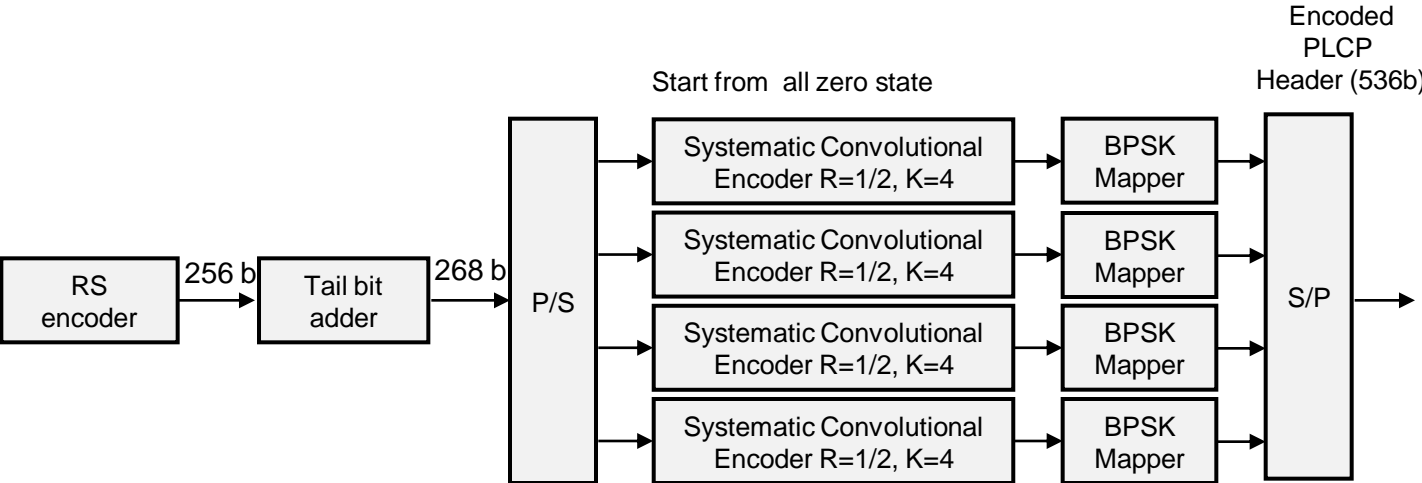 Encoded
PLCP
Header (536b)
Start from all zero state
Systematic Convolutional
Encoder R=1/2, K=4
BPSK
Mapper
Systematic Convolutional
Encoder R=1/2, K=4
BPSK
Mapper
RS
encoder
256 b
Tail bit
adder
268 b
P/S
S/P
Systematic Convolutional
Encoder R=1/2, K=4
BPSK
Mapper
Systematic Convolutional
Encoder R=1/2, K=4
BPSK
Mapper